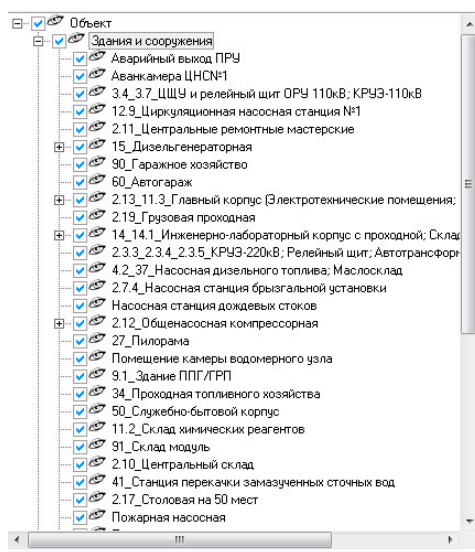 Объект
Здания и сооружения
Аварийный выход ПРУ
Аванкамера ЦНС№1
3.4_3.7_ЦЩУ и релейный щит ОРУ 110кВ; КРУЭ-110кВ
12.9_Циркуляционная насосная станция №1
2.11_Центральные ремонтные мастерские
15_Дизельгенераторная
90_Гаражное хозяйство
60_Автогараж
2.13_11.3_Главный корпус (Электротехнические помещения;
2.19_Грузовая проходная
14_14.1_Инженерно-лабораторный корпус с проходной; Склад
2.3.3_2.3.4_2.3.5_КРУЭ-220кВ; Релейный щит; Автотрансформ
4.2_37_Насосная дизельного топлива; Маслосклад
2.7.4_Насосная станция брызгальной установки
Насосная станция дождевых стоков
2.12_Общенасосная компрессорная
27_Пилорама
Помещение камеры водомерного узла
9.1_Здание ППГ/ГРП
34_Проходная топливного хозяйства
50_Служебно-бытовой корпус
11.2_Склад химических реагентов
91_Склад модуль
2.10_Центральный склад
41_Станция перекачки замазученных сточных вод
2.17_Столовая на 50 мест
Пожарная насосная